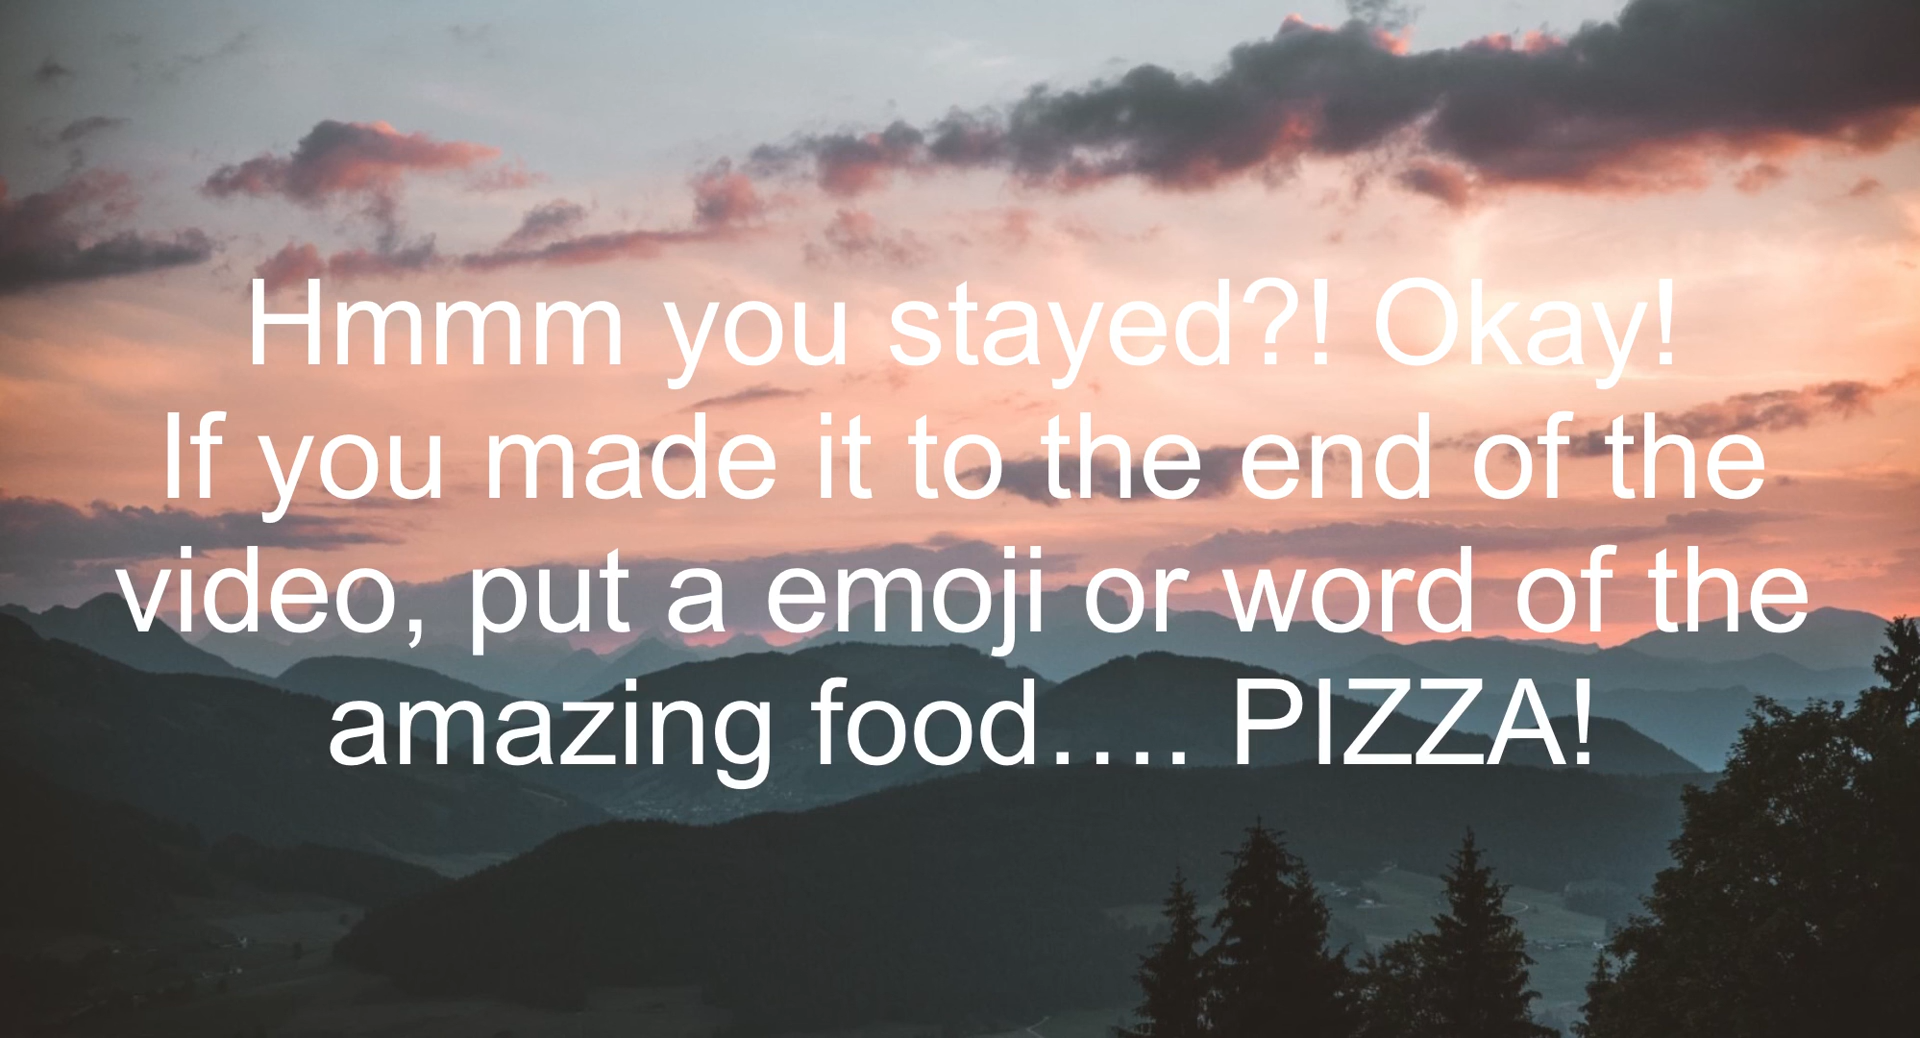 Hmmm you stayed?! Okay!
If you made it to the end of the
video, put a emoji or word of the
amazing food.... PIZZA!